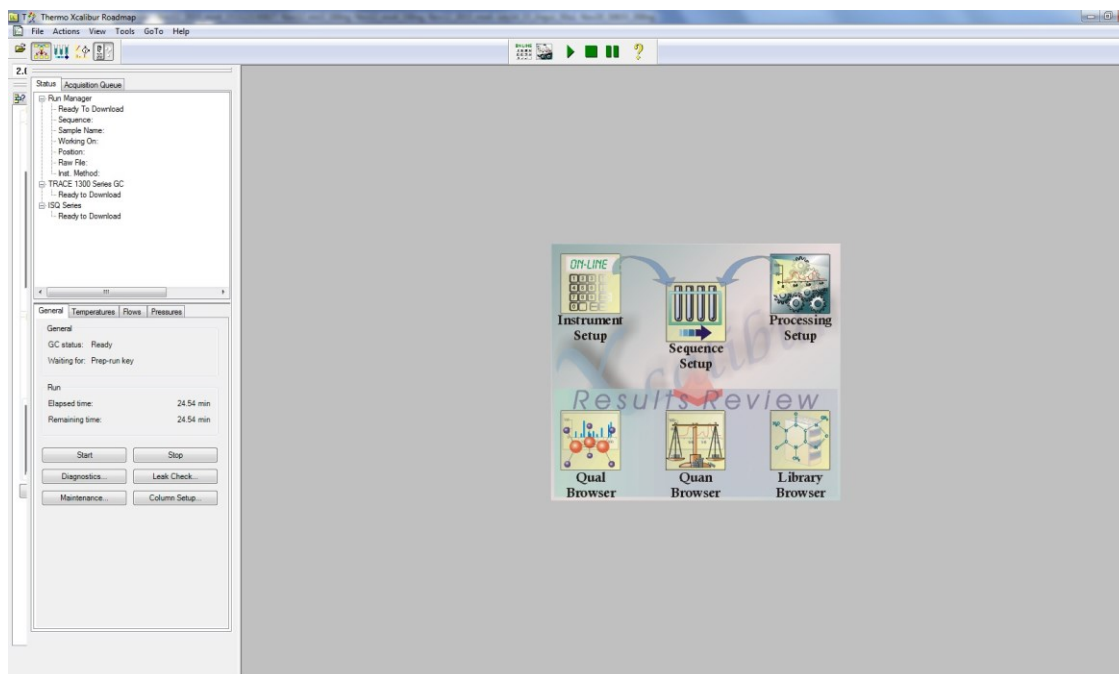 Thermo Xcalibur Roadmap
File Actions View Tools GoTo Help
Status Acquisition Queue
Run Manager
Ready To Download
Sequence:
Sample Name:
Working On:
Position:
Raw File:
Inst. Method:
TRACE 1300 Series GC
Ready to Download
ISQ Series
Ready to Download
General Temperatures Flows Pressures
General
GC status: Ready
Waiting for: Prep-run key
Run
Elapsed time: 24.54 min
Remaining time: 24.54 min
Start Stop
Diagnostics... Leak Check...
Maintenance... Column Setup...
ON-LINE
Instrument
Setup
Sequence
Setup
Processing
Setup
Xcalibur
Results Review
Qual
Browser
Quan
Browser
Library
Browser